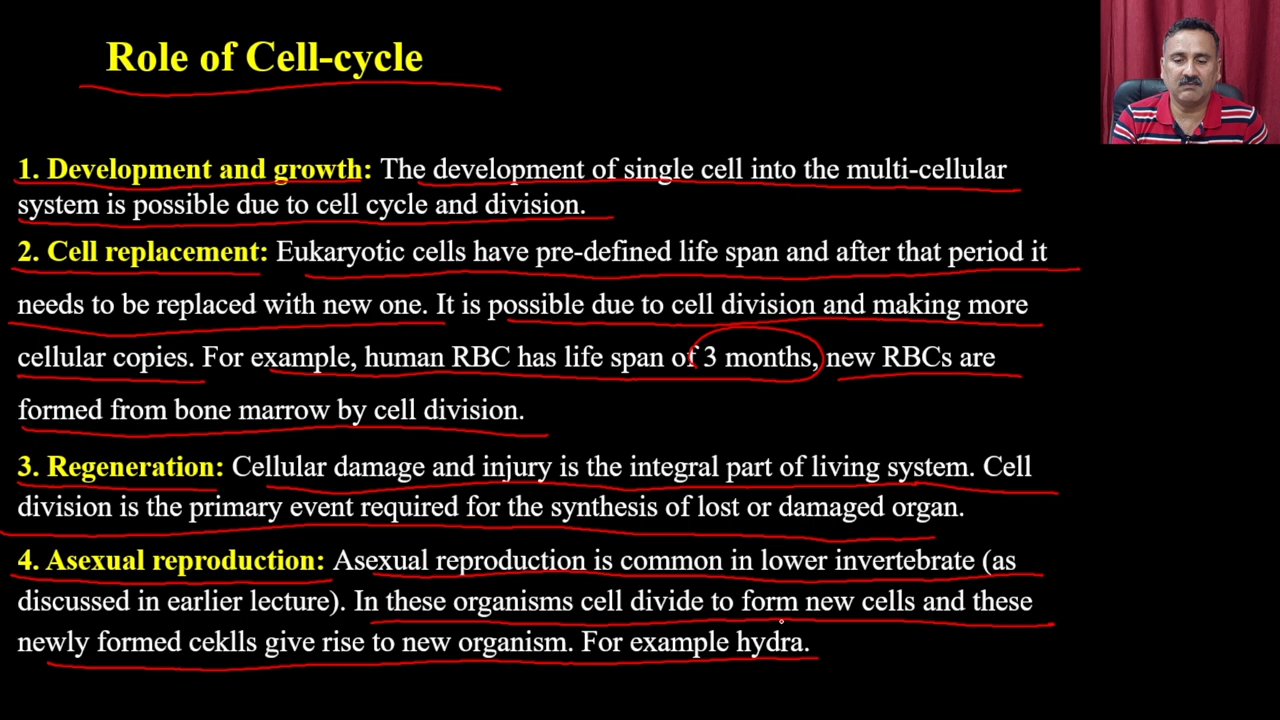 Role of Cell-cycle
1. Development and growth: The development of single cell into the multi-cellular
system is possible due to cell cycle and division.
2. Cell replacement: Eukaryotic cells have pre-defined life span and after that period it
needs to be replaced with new one. It is possible due to cell division and making more
cellular copies. For example, human RBC has life span of 3 months, new RBCs are
formed from bone marrow by cell division.
3. Regeneration: Cellular damage and injury is the integral part of living system. Cell
division is the primary event required for the synthesis of lost or damaged organ.
4. Asexual reproduction: Asexual reproduction is common in lower invertebrate (as
discussed in earlier lecture). In these organisms cell divide to form new cells and these
newly formed ceklls give rise to new organism. For example hydra.